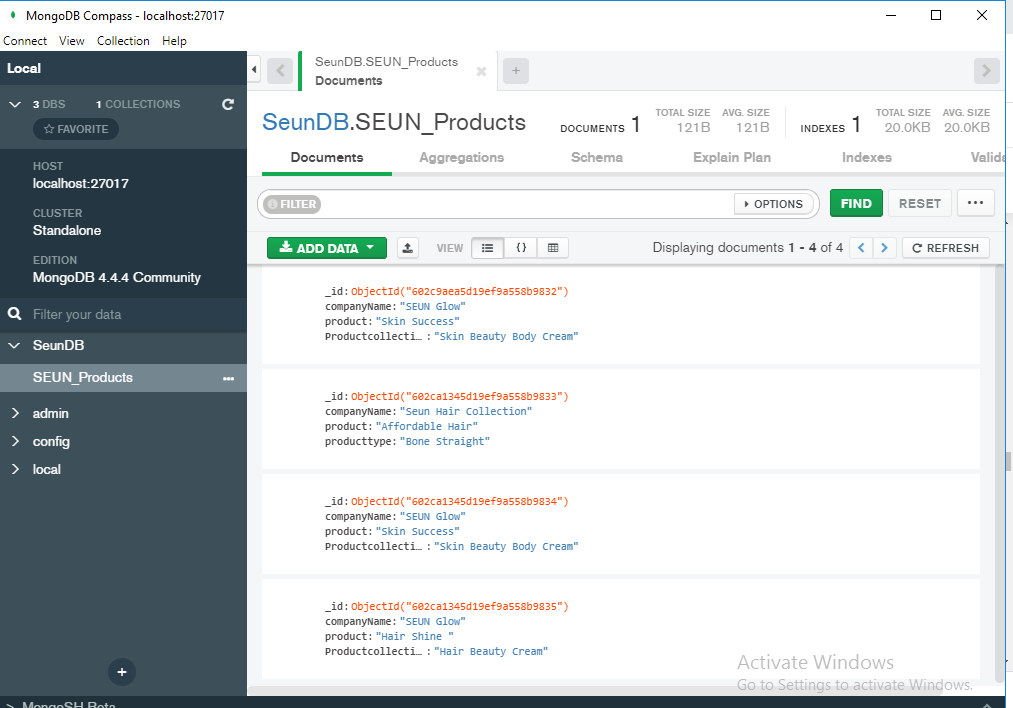 MongoDB Compass - localhost:27017
Connect View Collection Help
Local
3 DBS 1 COLLECTIONS
FAVORITE
HOST
localhost:27017
CLUSTER
Standalone
EDITION
MongoDB 4.4.4 Community
Filter your data
SeunDB
SEUN_Products
admin
config
local
SeunDB.SEUN_Products
Documents
SeunDB.SEUN_Products
DOCUMENTS 1
TOTAL SIZE
121B
AVG. SIZE
121B
INDEXES 1
TOTAL SIZE
20.0KB
AVG. SIZE
20.0KB
Documents Aggregations Schema Explain Plan Indexes Valida
FILTER
OPTIONS
FIND
RESET
ADD DATA
VIEW
Displaying documents 1 - 4 of 4
REFRESH
_id: ObjectId("602c9aea5d19ef9a558b9832")
companyName: "SEUN Glow"
product: "Skin Success"
Productcollecti… : "Skin Beauty Body Cream"
_id: ObjectId("602ca1345d19ef9a558b9833")
companyName: "Seun Hair Collection"
product: "Affordable Hair"
producttype: "Bone Straight"
_id: ObjectId("602ca1345d19ef9a558b9834")
companyName: "SEUN Glow"
product: "Skin Success"
Productcollecti… : "Skin Beauty Body Cream"
_id: ObjectId("602ca1345d19ef9a558b9835")
companyName: "SEUN Glow"
product: "Hair Shine "
Productcollecti… : "Hair Beauty Cream"
Activate Windows
Go to Settings to activate Windows.
> MongoSH Beta